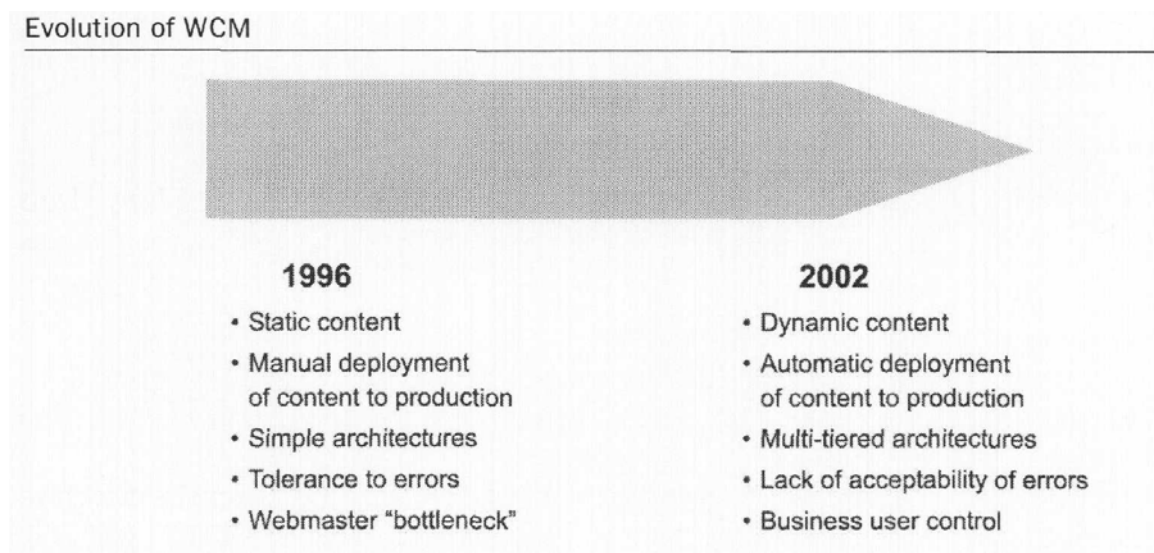 Evolution of WCM
1996
• Static content
• Manual deployment
of content to production
• Simple architectures
• Tolerance to errors
• Webmaster “bottleneck”
2002
• Dynamic content
• Automatic deployment
of content to production
• Multi-tiered architectures
• Lack of acceptability of errors
• Business user control